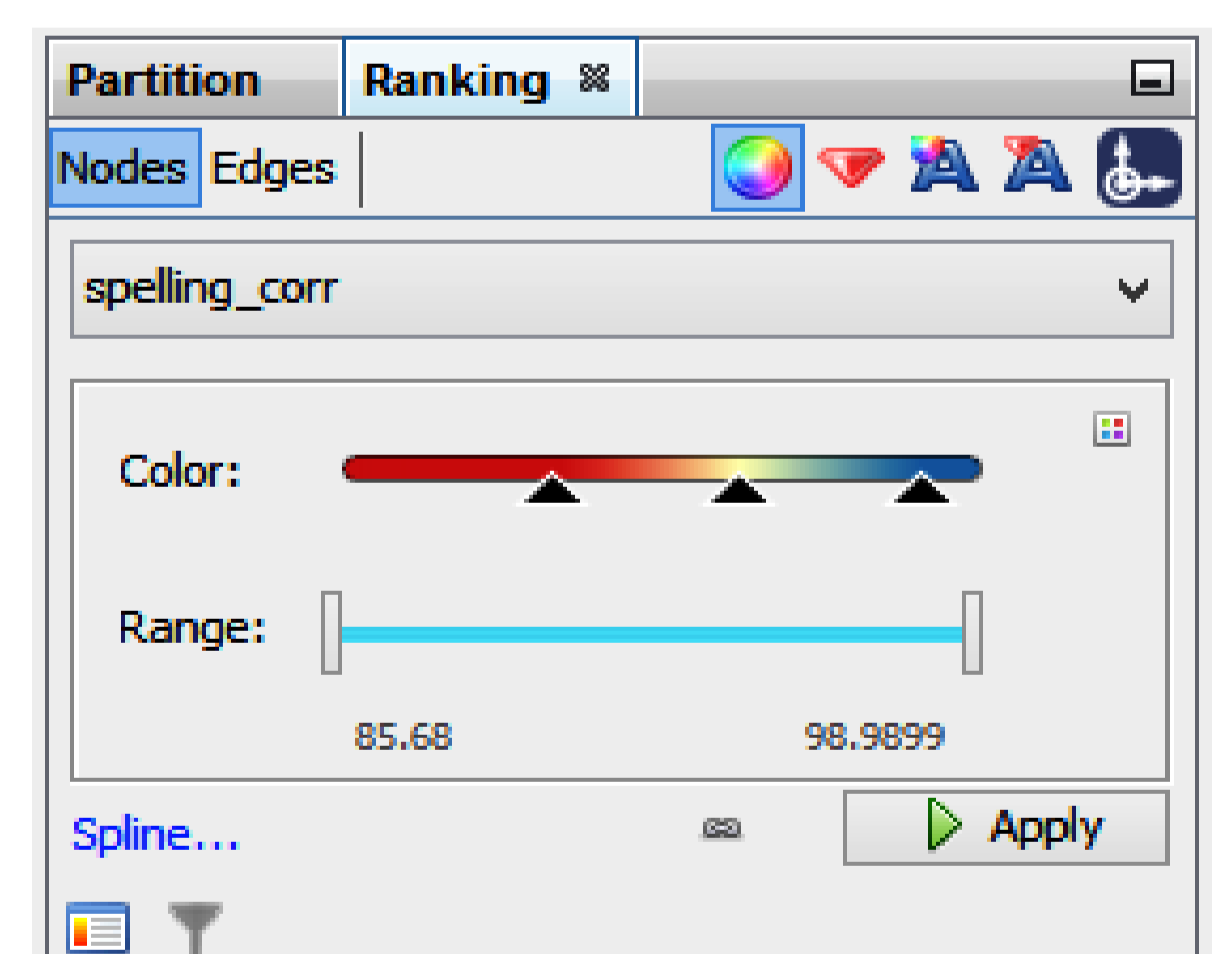 Partition Ranking
Nodes Edges
spelling_corr
Color:
Range:
85.68 98.9899
Spline... Apply